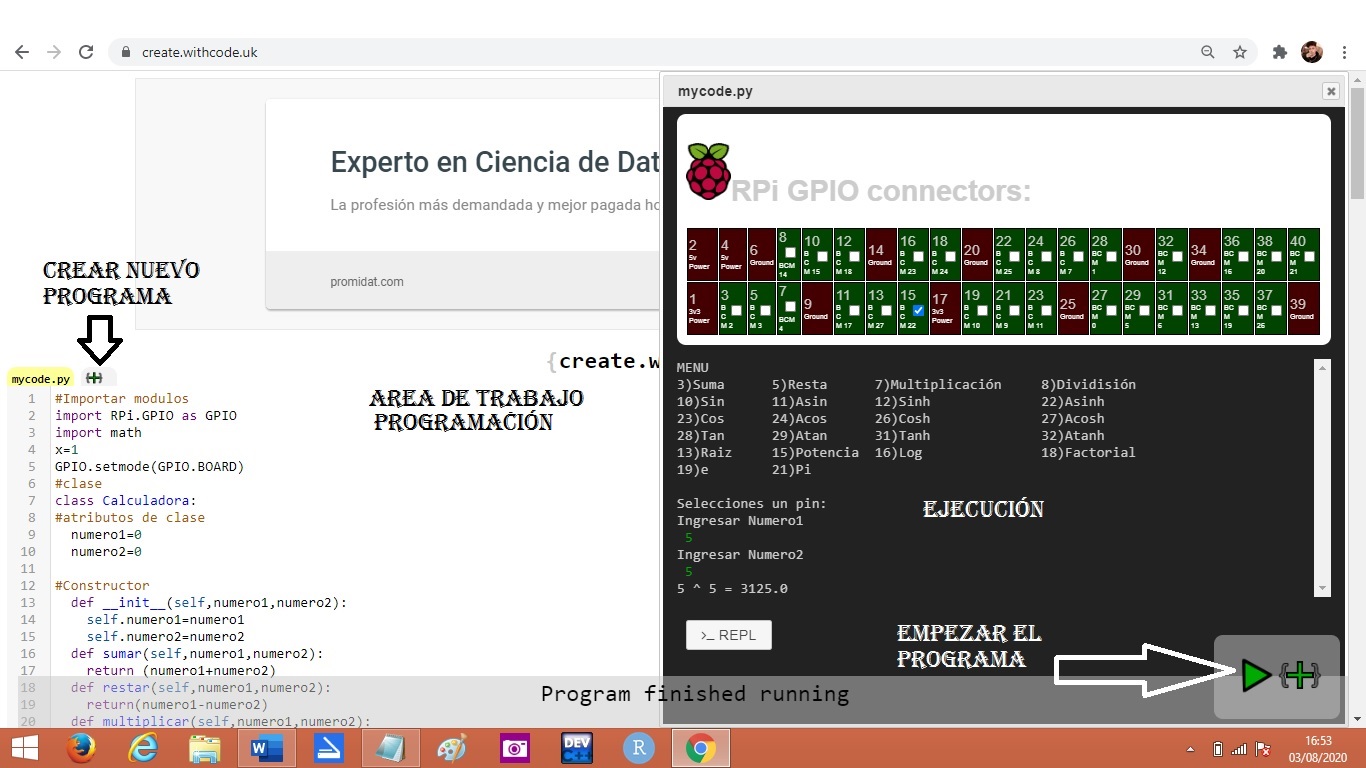 create.withcode.uk
mycode.py
Experto en Ciencia de Dat
La profesión más demandada y mejor pagada ho
promidat.com
RPi GPIO connectors:
2 5v Power
4 5v Power
6 Ground
8 BCM 14
10 BCM 15
12 BCM 18
14 Ground
16 BCM 23
18 BCM 24
20 Ground
22 BCM 25
24 BCM 8
26 BCM 7
28 BCM 1
30 Ground
32 BCM 12
34 Ground
36 BCM 16
38 BCM 20
40 BCM 21
1 3v3 Power
3 BCM 2
5 BCM 3
7 BCM 4
9 Ground
11 BCM 17
13 BCM 27
15 BCM 22
17 3v3 Power
19 BCM 10
21 BCM 9
23 BCM 11
25 Ground
27 BCM 0
29 BCM 5
31 BCM 6
33 BCM 13
35 BCM 19
37 BCM 26
39 Ground
CREAR NUEVO
PROGRAMA
{create.w
mycode.py
AREA DE TRABAJO
PROGRAMACIÓN
1 #Importar modulos
2 import RPi.GPIO as GPIO
3 import math
4 x=1
5 GPIO.setmode(GPIO.BOARD)
6 #clase
7 class Calculadora:
8 #atributos de clase
9 numero1=0
10 numero2=0
11
12 #Constructor
13 def __init__(self,numero1,numero2):
14 self.numero1=numero1
15 self.numero2=numero2
16 def sumar(self,numero1,numero2):
17 return (numero1+numero2)
18 def restar(self,numero1,numero2):
19 return(numero1-numero2)
20 def multiplicar(self,numero1,numero2):
MENU
3)Suma 5)Resta 7)Multiplicación 8)Dividisión
10)Sin 11)Asin 12)Sinh 22)Asinh
23)Cos 24)Acos 26)Cosh 27)Acosh
28)Tan 29)Atan 31)Tanh 32)Atanh
13)Raiz 15)Potencia 16)Log 18)Factorial
19)e 21)Pi
Selecciones un pin:
Ingresar Numero1
5
Ingresar Numero2
5
5 ^ 5 = 3125.0
EJECUCIÓN
>_ REPL
EMPEZAR EL
PROGRAMA
Program finished running
W
DEV
C++
R
16:53
03/08/2020